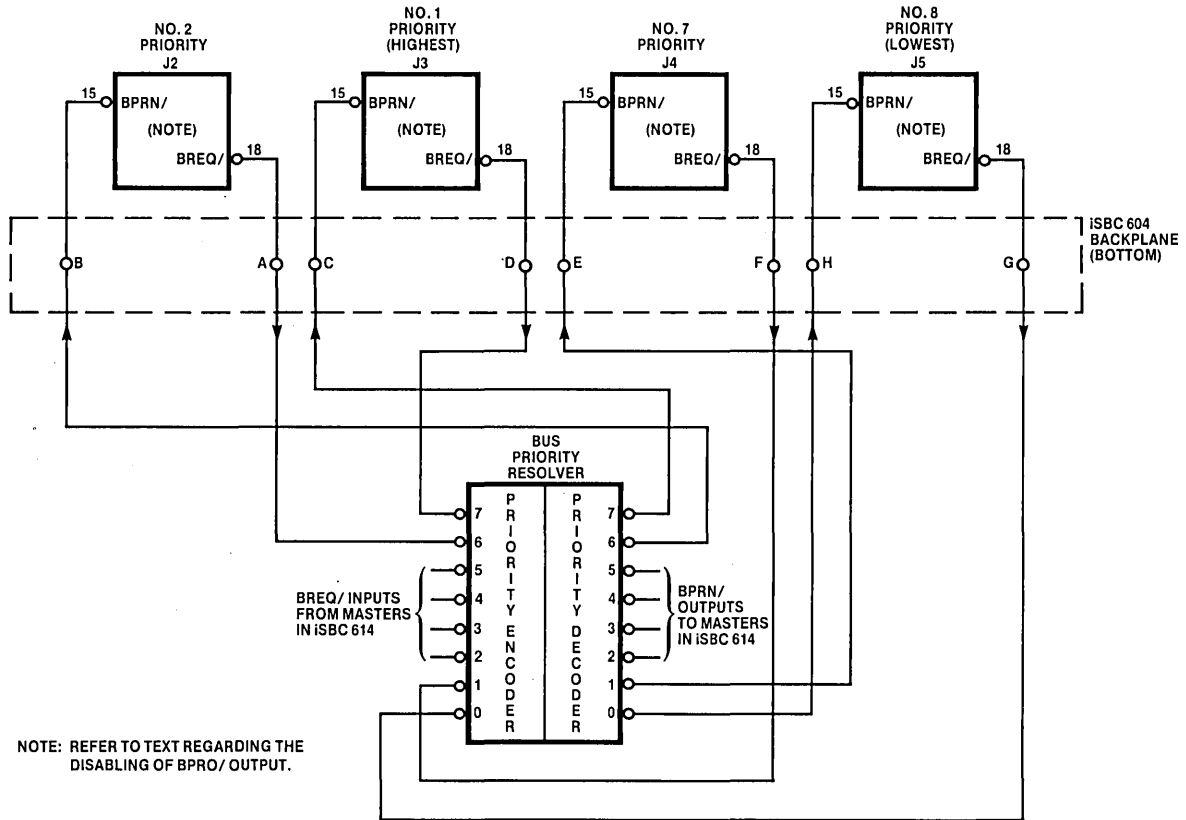 NO. 2
PRIORITY
J2
NO. 1
PRIORITY
(HIGHEST)
J3
NO. 7
PRIORITY
J4
NO. 8
PRIORITY
(LOWEST)
J5
15
BPRN/
(NOTE)
BREQ/
18
15
BPRN/
(NOTE)
BREQ/
18
15
BPRN/
(NOTE)
BREQ/
18
15
BPRN/
(NOTE)
BREQ/
18
iSBC 604
BACKPLANE
(BOTTOM)
B
A
C
D
E
F
H
G
BUS
PRIORITY
RESOLVER
7
6
5
4
3
2
1
0
PRIORITY ENCODER
PRIORITY DECODER
7
6
5
4
3
2
1
0
BREQ/ INPUTS
FROM MASTERS
IN iSBC 614
BPRN/
OUTPUTS
TO MASTERS
IN iSBC 614
NOTE: REFER TO TEXT REGARDING THE
DISABLING OF BPRO/ OUTPUT.